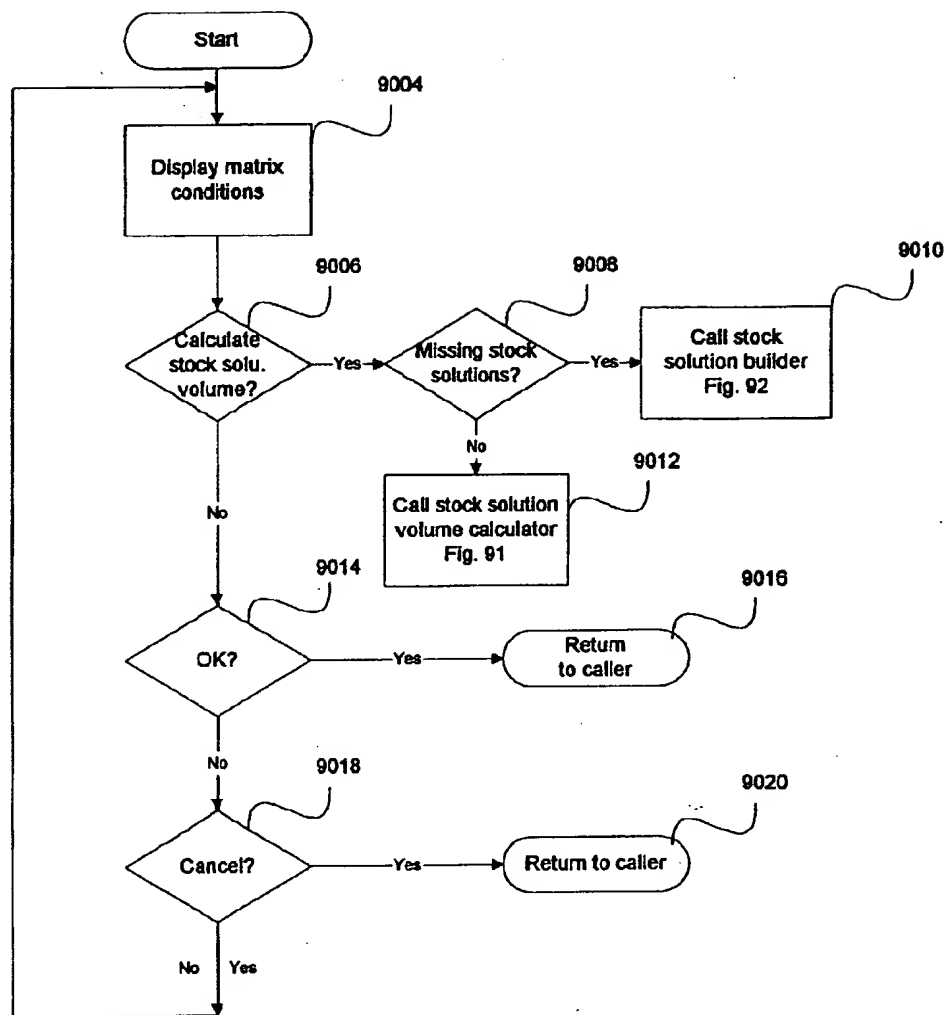 Start
9004
Display matrix
conditions
9006
9008
9010
Calculate
stock solu.
volume?
Yes
Missing stock
solutions?
Yes
Call stock
solution builder
Fig. 92
No
9012
Call stock solution
volume calculator
Fig. 91
No
9014
9016
OK?
Yes
Return
to caller
No
9018
9020
Cancel?
Yes
Return to caller
No
Yes